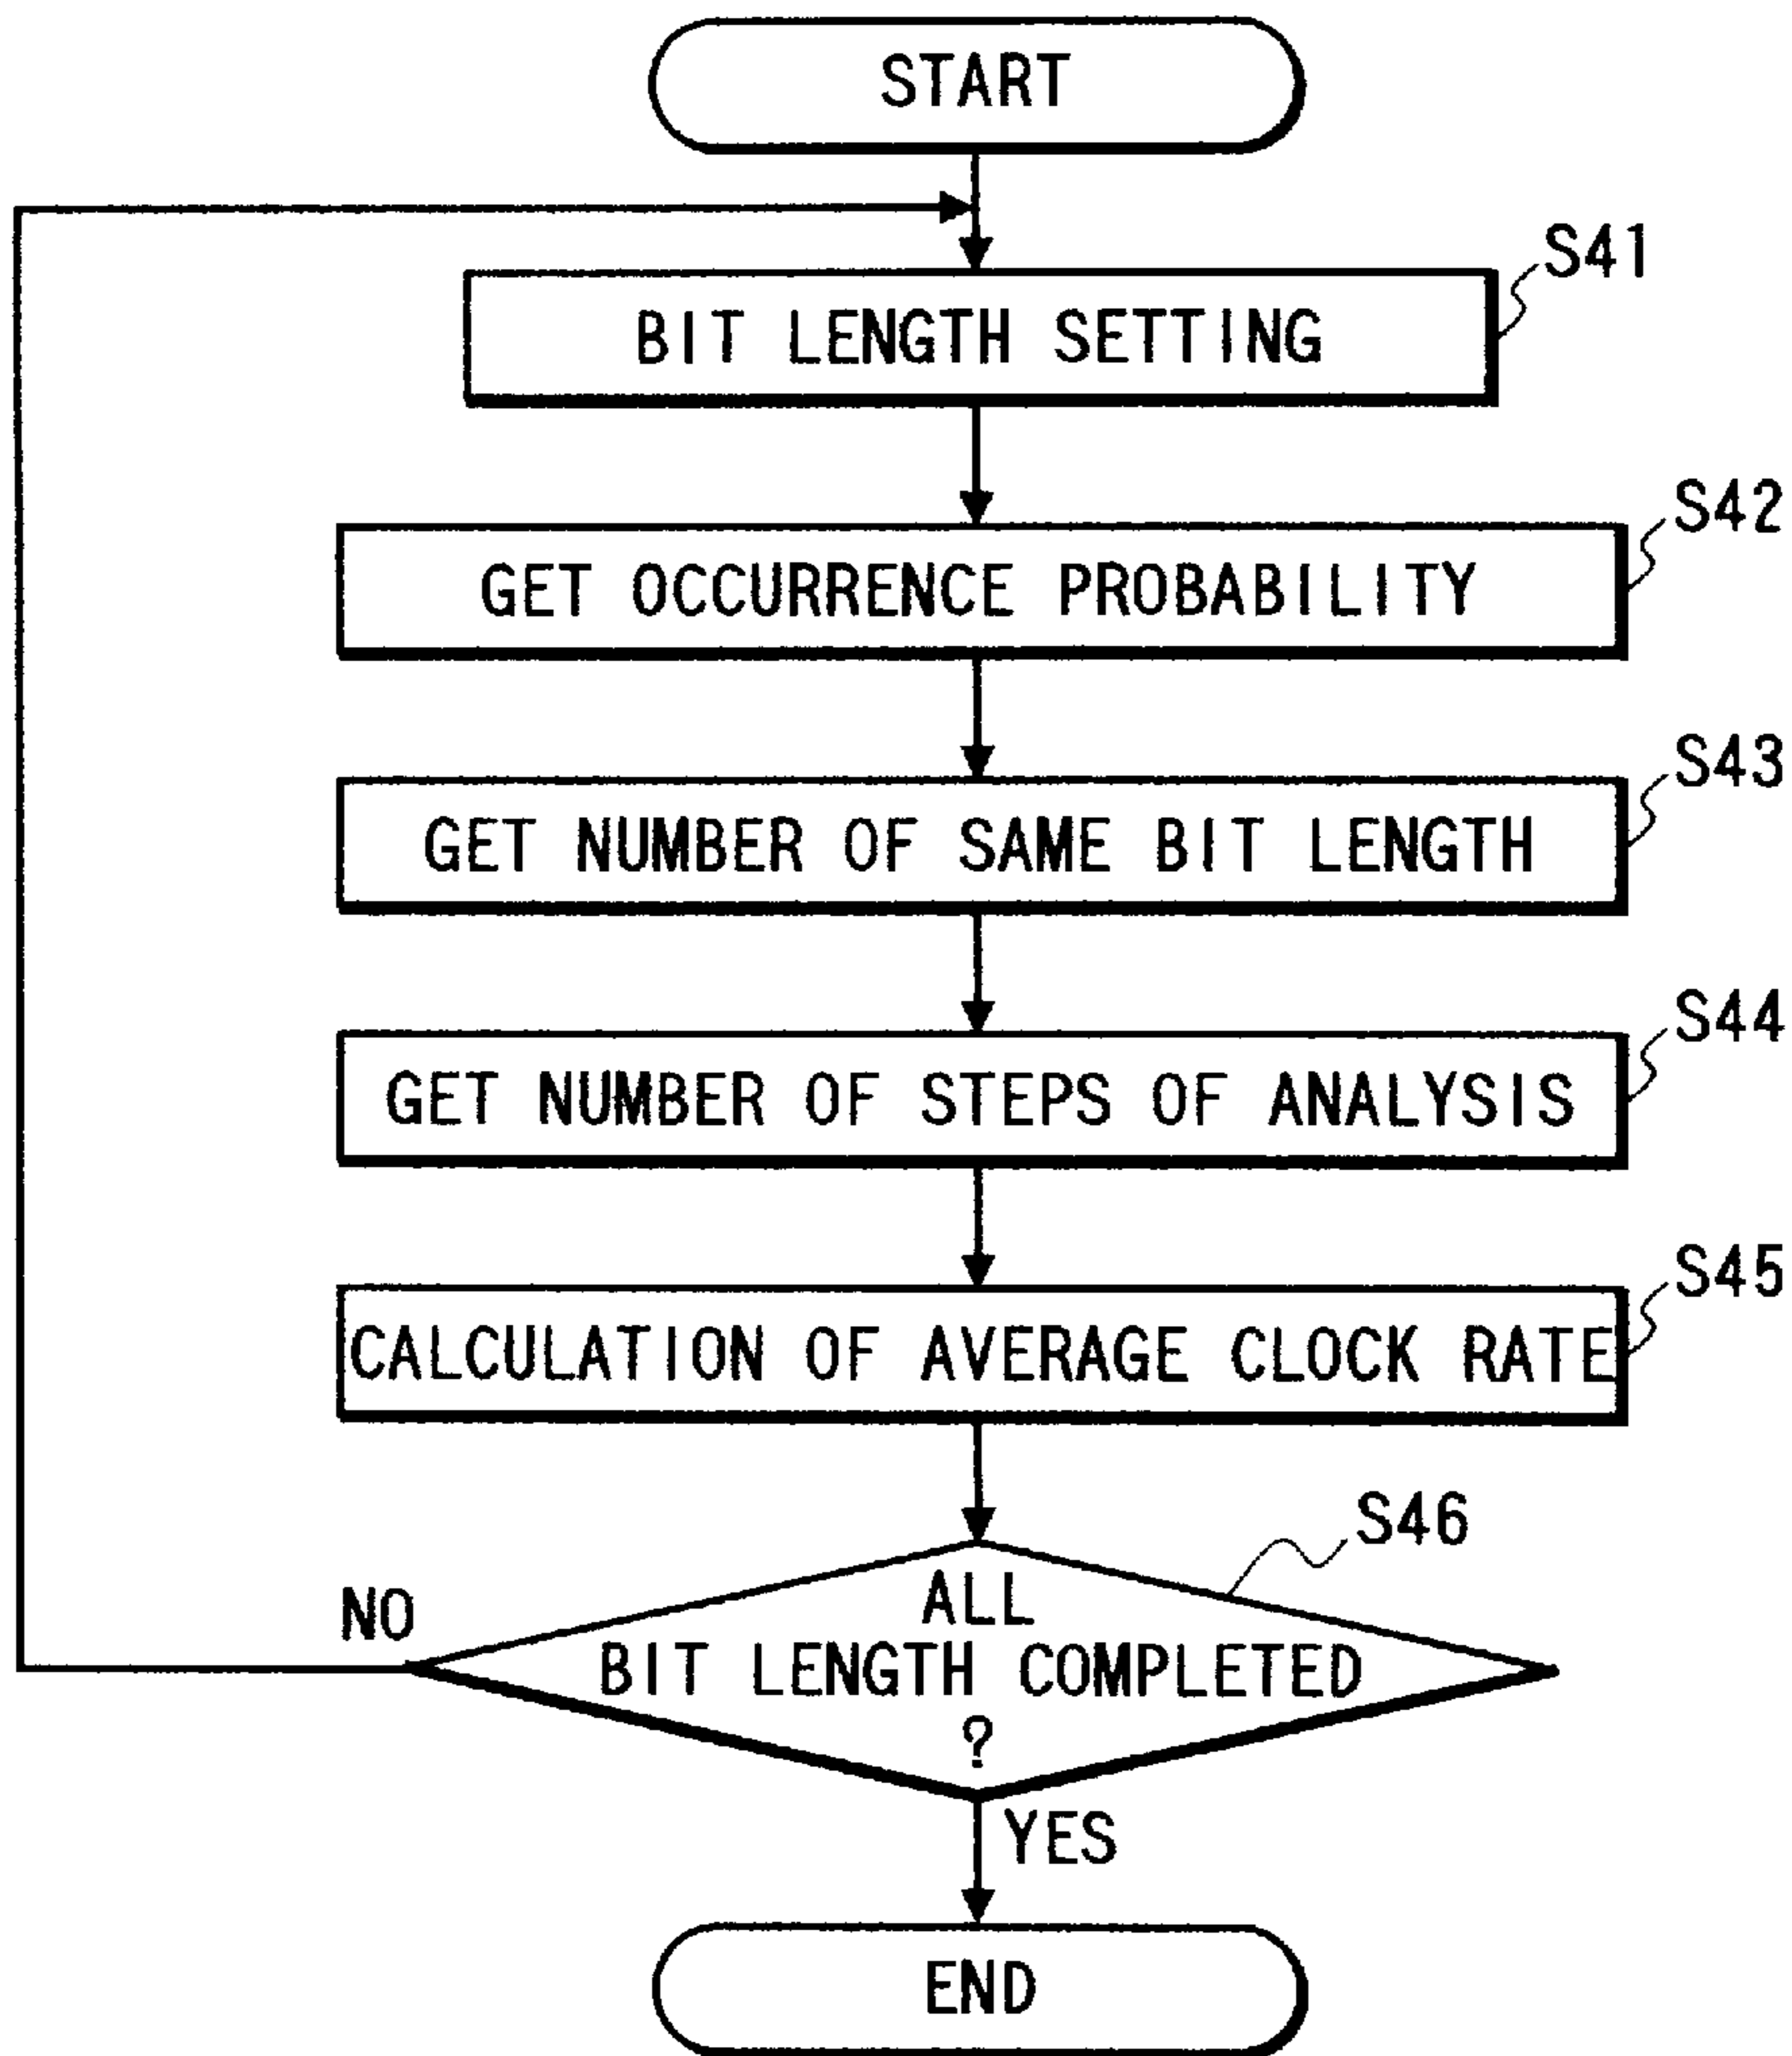 START
S41
BIT LENGTH SETTING
S42
GET OCCURRENCE PROBABILITY
S43
GET NUMBER OF SAME BIT LENGTH
S44
GET NUMBER OF STEPS OF ANALYSIS
S45
CALCULATION OF AVERAGE CLOCK RATE
S46
NO
ALL
BIT LENGTH COMPLETED
?
YES
END